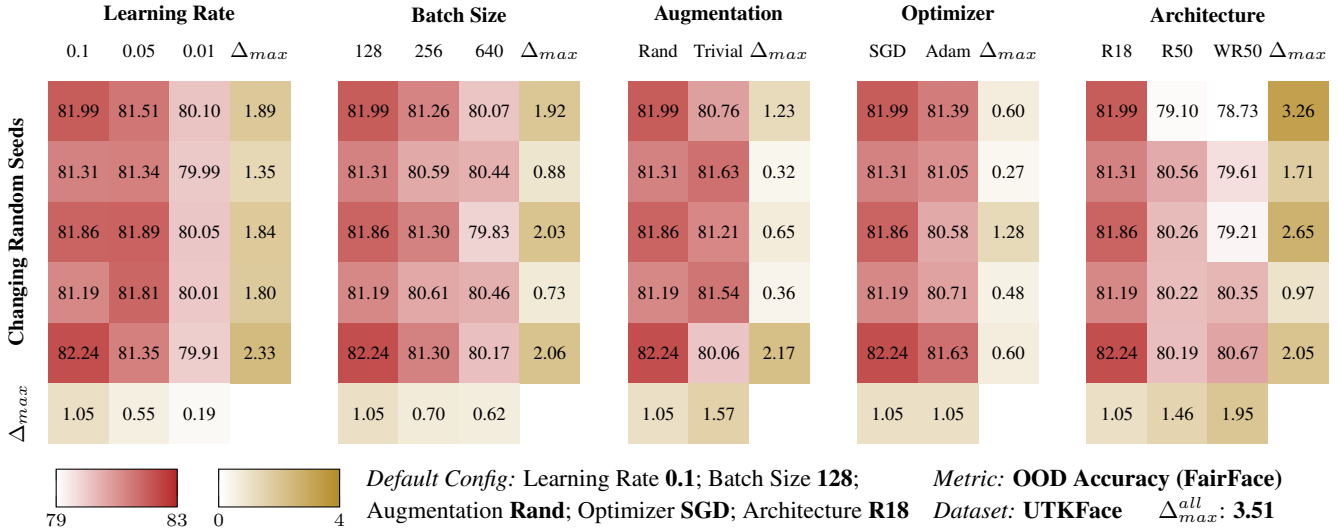 Learning Rate Batch Size Augmentation Optimizer Architecture
0.1 0.05 0.01 Δmax 128 256 640 Δmax Rand Trivial Δmax SGD Adam Δmax R18 R50 WR50 Δmax
81.99 81.51 80.10 1.89 81.99 81.26 80.07 1.92 81.99 80.76 1.23 81.99 81.39 0.60 81.99 79.10 78.73 3.26
81.31 81.34 79.99 1.35 81.31 80.59 80.44 0.88 81.31 81.63 0.32 81.31 81.05 0.27 81.31 80.56 79.61 1.71
81.86 81.89 80.05 1.84 81.86 81.30 79.83 2.03 81.86 81.21 0.65 81.86 80.58 1.28 81.86 80.26 79.21 2.65
81.19 81.81 80.01 1.80 81.19 80.61 80.46 0.73 81.19 81.54 0.36 81.19 80.71 0.48 81.19 80.22 80.35 0.97
82.24 81.35 79.91 2.33 82.24 81.30 80.17 2.06 82.24 80.06 2.17 82.24 81.63 0.60 82.24 80.19 80.67 2.05
Changing Random Seeds
Δmax 1.05 0.55 0.19 1.05 0.70 0.62 1.05 1.57 1.05 1.05 1.05 1.46 1.95
79 83 0 4
Default Config: Learning Rate 0.1; Batch Size 128;
Augmentation Rand; Optimizer SGD; Architecture R18
Metric: OOD Accuracy (FairFace)
Dataset: UTKFace Δ^all_max: 3.51